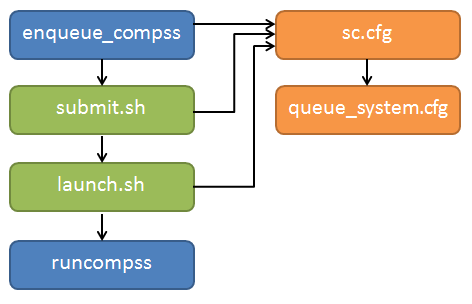 enqueue_compss
sc.cfg
submit.sh
queue_system.cfg
launch.sh
runcompss